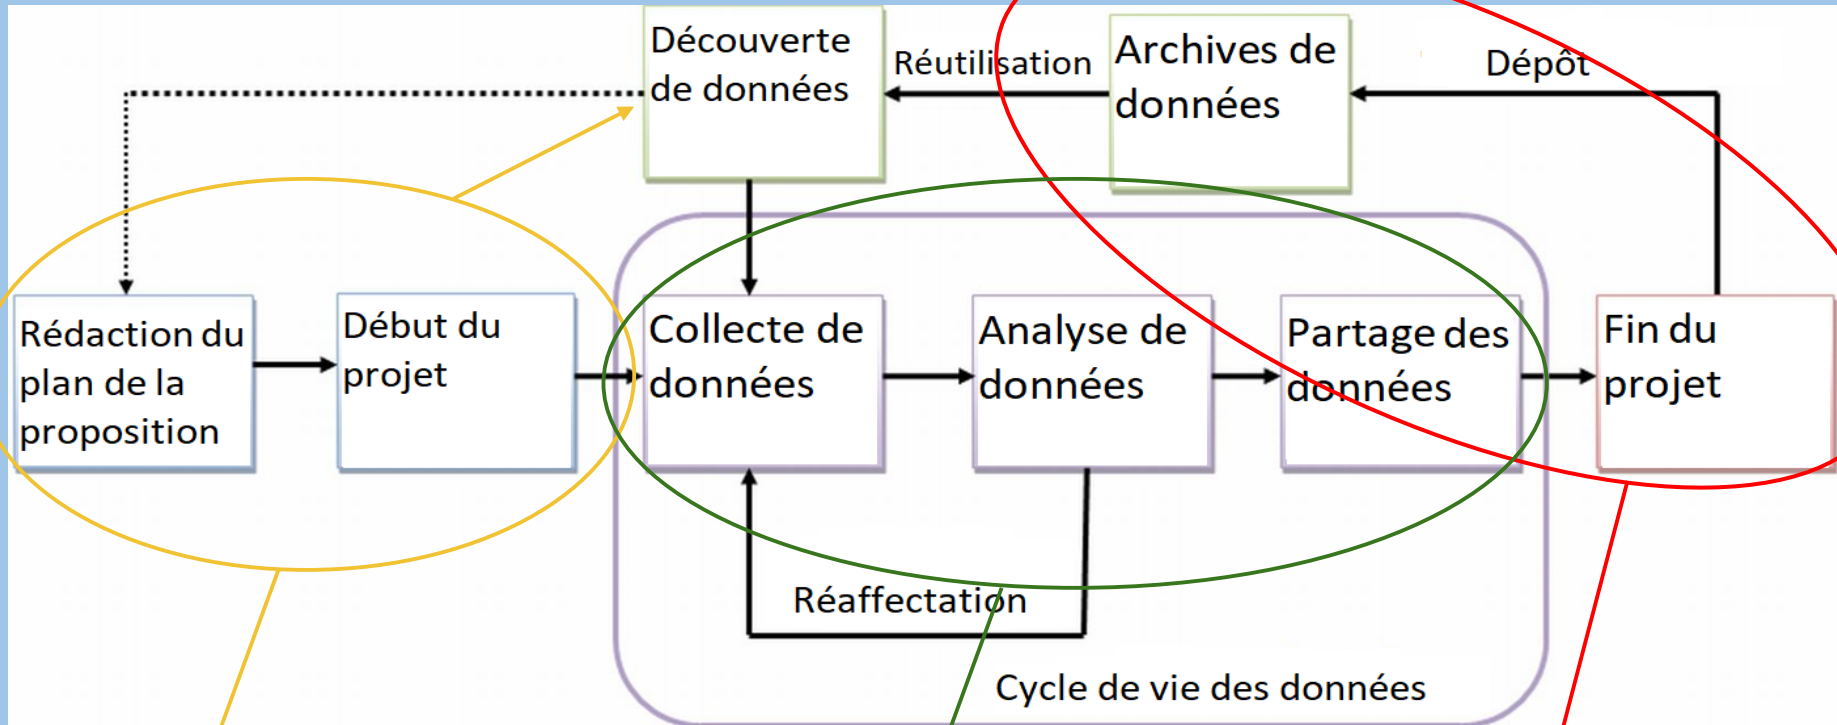 Découverte
de données
Réutilisation
Archives de
données
Dépôt
Rédaction du
plan de la
proposition
Début du
projet
Collecte de
données
Analyse de
données
Partage des
données
Fin du
projet
Réaffectation
Cycle de vie des données